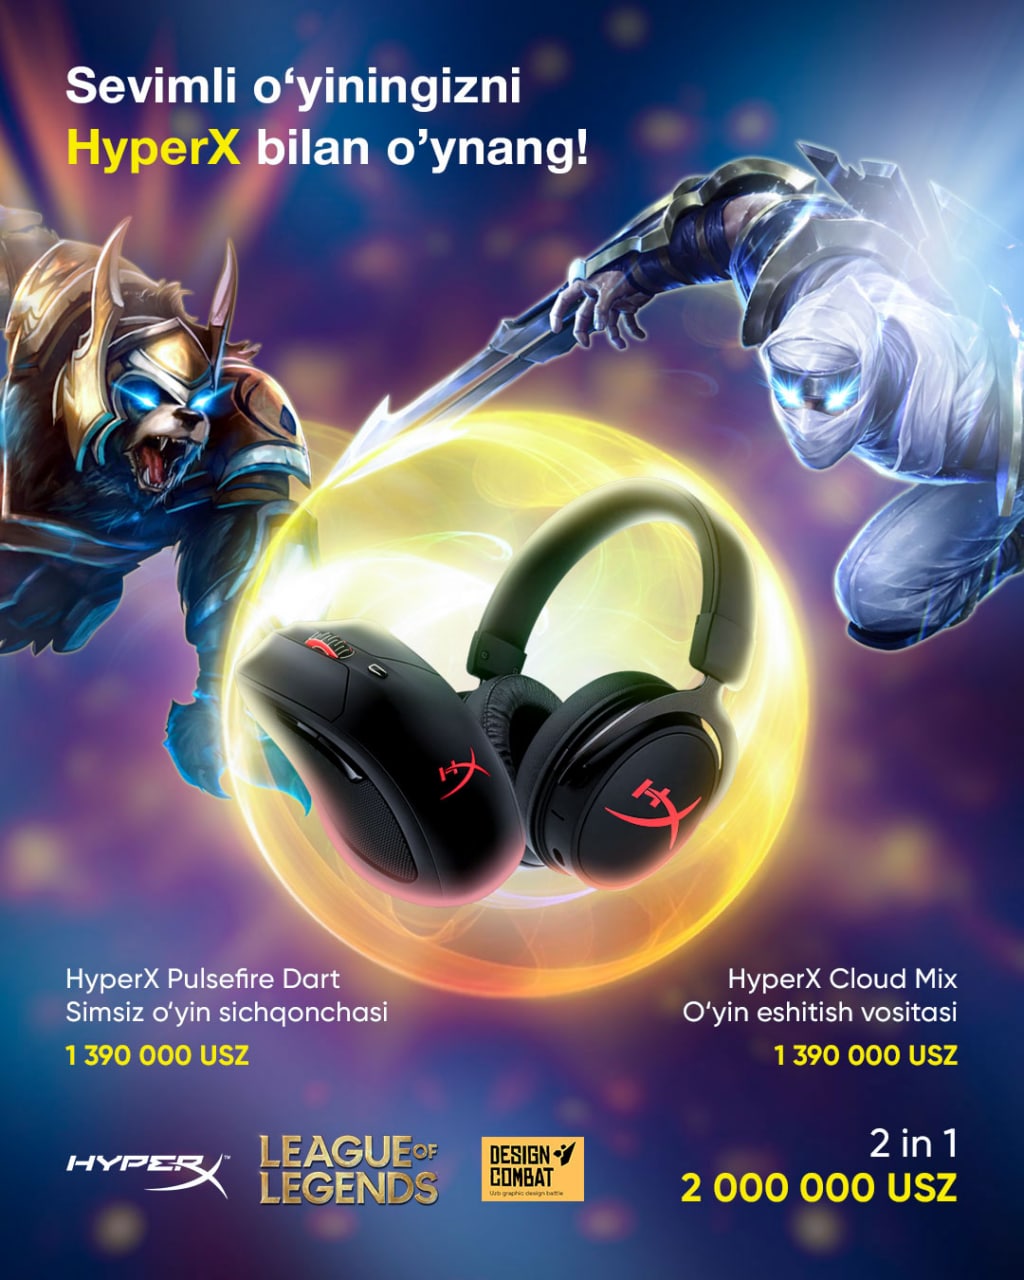 Sevimli o‘yiningizni
HyperX bilan o’ynang!
HyperX Pulsefire Dart
Simsiz o‘yin sichqonchasi
1 390 000 USZ
HyperX Cloud Mix
O‘yin eshitish vositasi
1 390 000 USZ
HYPERX™
LEAGUE OF
LEGENDS
DESIGN
COMBAT
Uzb graphic design battle
2 in 1
2 000 000 USZ